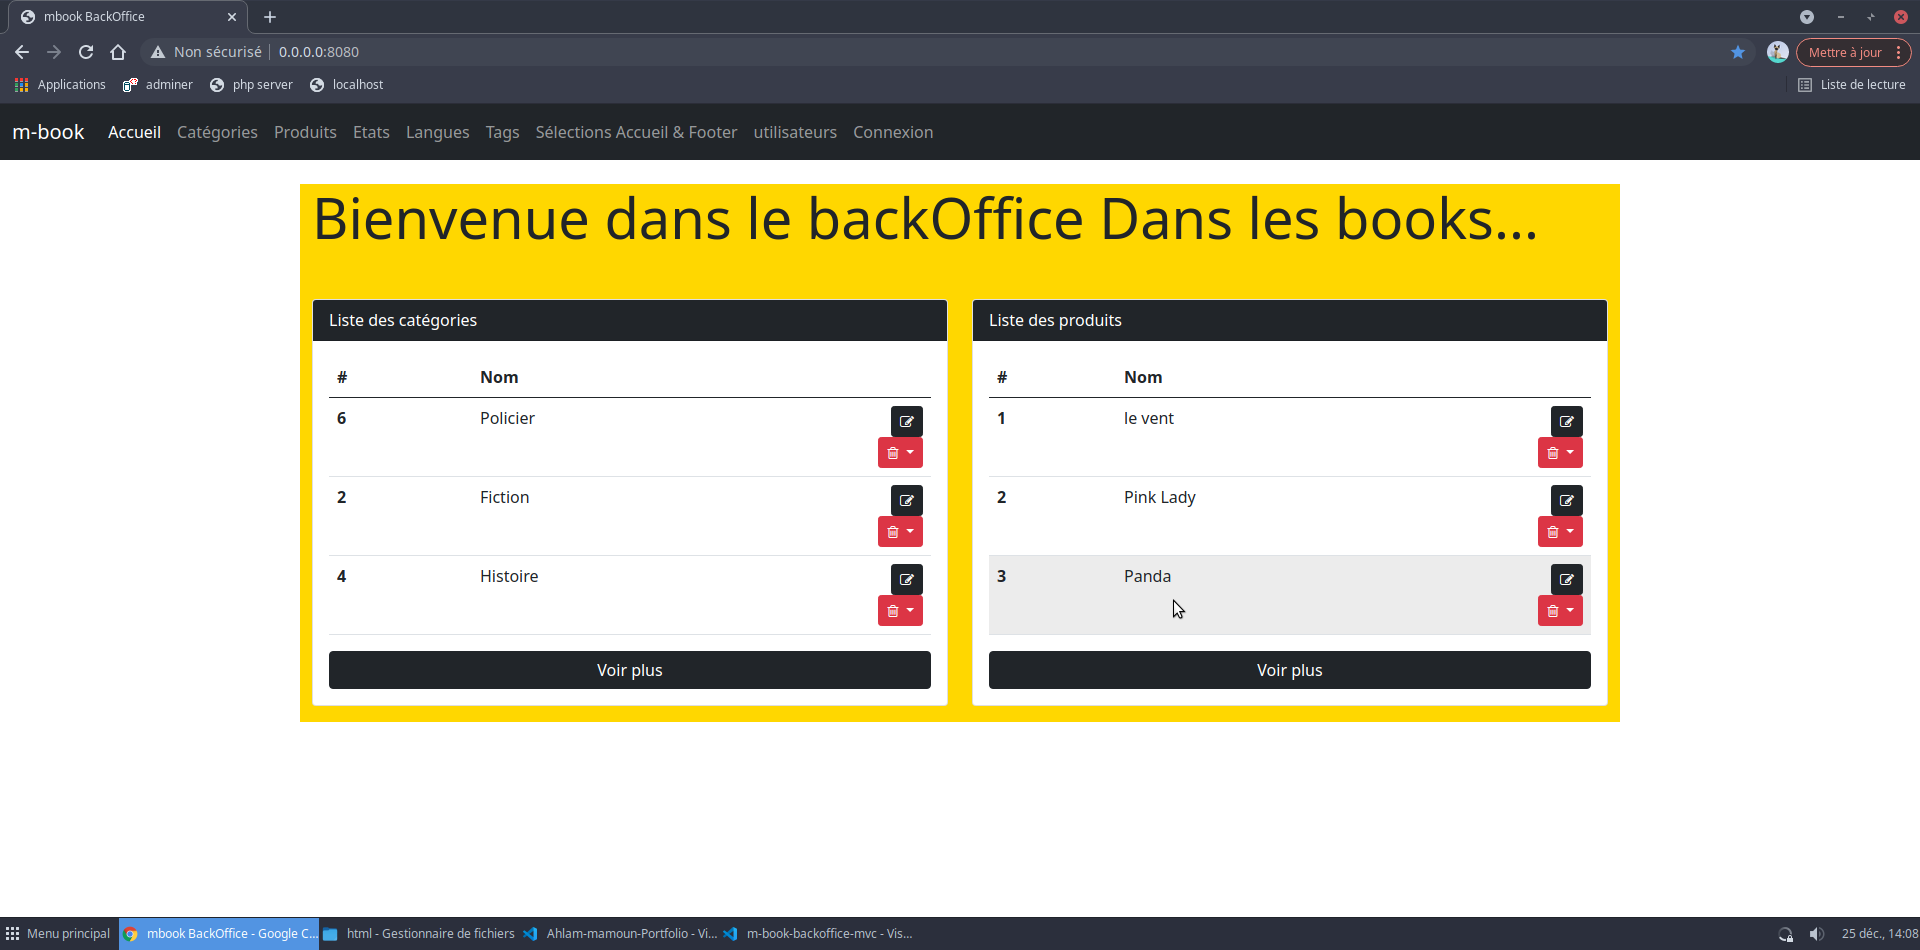 mbook BackOffice
Non sécurisé 0.0.0.0:8080 Mettre à jour
Applications adminer php server localhost Liste de lecture
m-book Accueil Catégories Produits Etats Langues Tags Sélections Accueil & Footer utilisateurs Connexion
Bienvenue dans le backOffice Dans les books...
Liste des catégories
# Nom
6 Policier
2 Fiction
4 Histoire
Voir plus
Liste des produits
# Nom
1 le vent
2 Pink Lady
3 Panda
Voir plus
Menu principal mbook BackOffice - Google C... html - Gestionnaire de fichiers Ahlam-mamoun-Portfolio - Vi... m-book-backoffice-mvc - Vis... 25 déc., 14:08